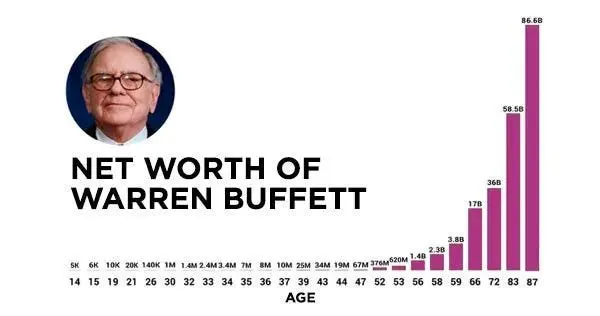 NET WORTH OF
WARREN BUFFETT
5K 6K 10K 20K 140K 1M 1.4M 2.4M 3.4M 7M 8M 10M 25M 34M 19M 67M 376M 620M 1.4B 2.3B 3.8B 17B 36B 58.5B 86.6B
14 15 19 21 26 30 32 33 34 35 36 37 39 43 44 47 52 53 56 58 59 66 72 83 87
AGE